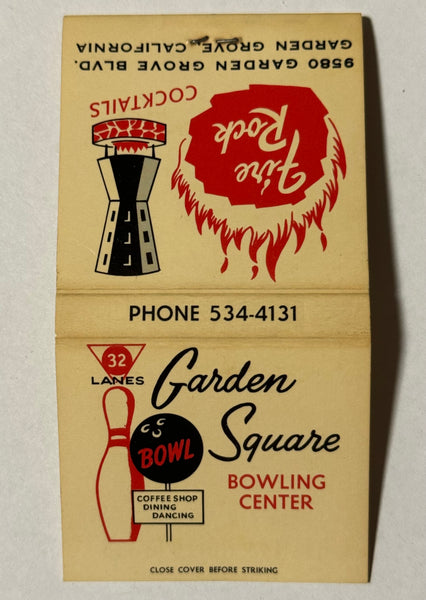 9580 GARDEN GROVE BLVD.
GARDEN GROVE, CALIFORNIA
COCKTAILS
Fire
Rock
PHONE 534-4131
32
LANES
Garden
Square
BOWL
BOWLING
CENTER
COFFEE SHOP
DINING
DANCING
CLOSE COVER BEFORE STRIKING